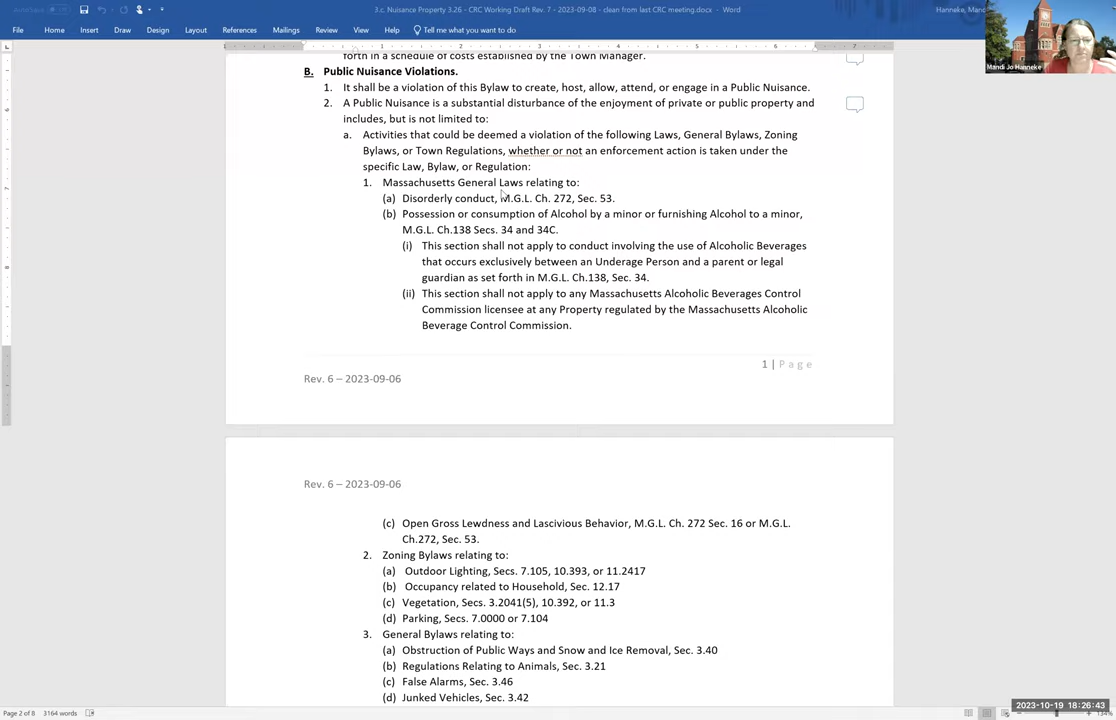 AutoSave
3.c. Nuisance Property 3.26 - CRC Working Draft Rev. 7 - 2023-09-08 - clean from last CRC meeting.docx - Word
Hanneke, Mand
File Home Insert Draw Design Layout References Mailings Review View Help Tell me what you want to do
Mandi Jo Hanneke
forth in a schedule of costs established by the Town Manager.
B. Public Nuisance Violations.
1. It shall be a violation of this Bylaw to create, host, allow, attend, or engage in a Public Nuisance.
2. A Public Nuisance is a substantial disturbance of the enjoyment of private or public property and
includes, but is not limited to:
a. Activities that could be deemed a violation of the following Laws, General Bylaws, Zoning
Bylaws, or Town Regulations, whether or not an enforcement action is taken under the
specific Law, Bylaw, or Regulation:
1. Massachusetts General Laws relating to:
(a) Disorderly conduct, M.G.L. Ch. 272, Sec. 53.
(b) Possession or consumption of Alcohol by a minor or furnishing Alcohol to a minor,
M.G.L. Ch.138 Secs. 34 and 34C.
(i) This section shall not apply to conduct involving the use of Alcoholic Beverages
that occurs exclusively between an Underage Person and a parent or legal
guardian as set forth in M.G.L. Ch.138, Sec. 34.
(ii) This section shall not apply to any Massachusetts Alcoholic Beverages Control
Commission licensee at any Property regulated by the Massachusetts Alcoholic
Beverage Control Commission.
1 | Page
Rev. 6 – 2023-09-06
Rev. 6 – 2023-09-06
(c) Open Gross Lewdness and Lascivious Behavior, M.G.L. Ch. 272 Sec. 16 or M.G.L.
Ch.272, Sec. 53.
2. Zoning Bylaws relating to:
(a) Outdoor Lighting, Secs. 7.105, 10.393, or 11.2417
(b) Occupancy related to Household, Sec. 12.17
(c) Vegetation, Secs. 3.2041(5), 10.392, or 11.3
(d) Parking, Secs. 7.0000 or 7.104
3. General Bylaws relating to:
(a) Obstruction of Public Ways and Snow and Ice Removal, Sec. 3.40
(b) Regulations Relating to Animals, Sec. 3.21
(c) False Alarms, Sec. 3.46
(d) Junked Vehicles, Sec. 3.42
2023-10-19 18:26:43
Page 2 of 8 3164 words
134%